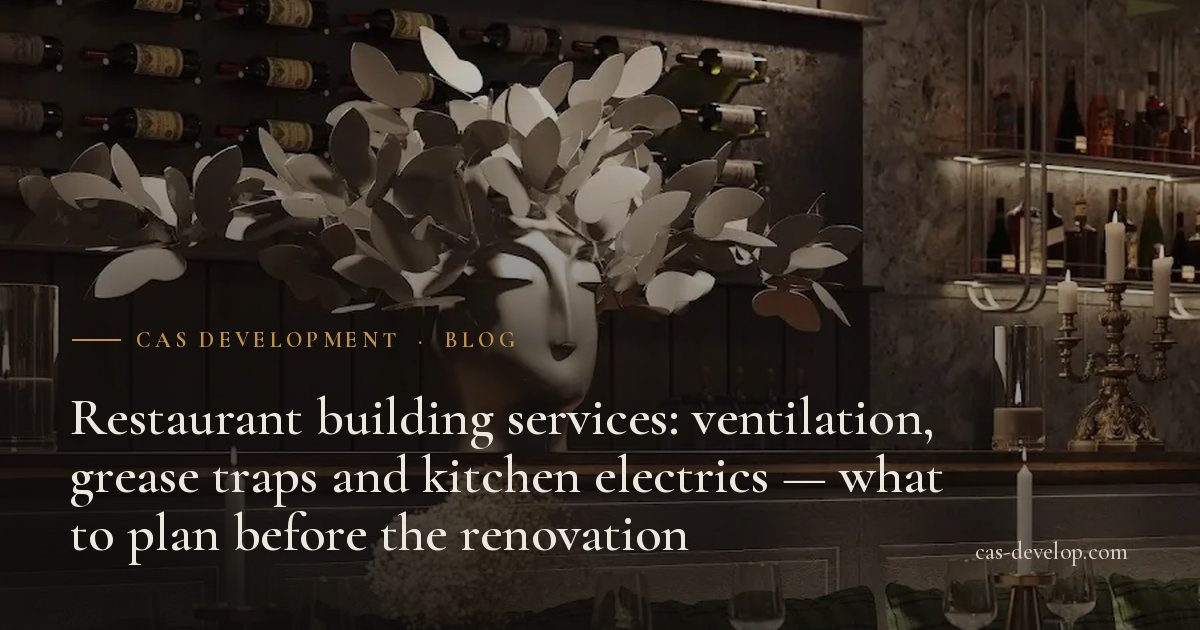 CAS DEVELOPMENT · BLOG
Restaurant building services: ventilation,
grease traps and kitchen electrics — what
to plan before the renovation
cas-develop.com